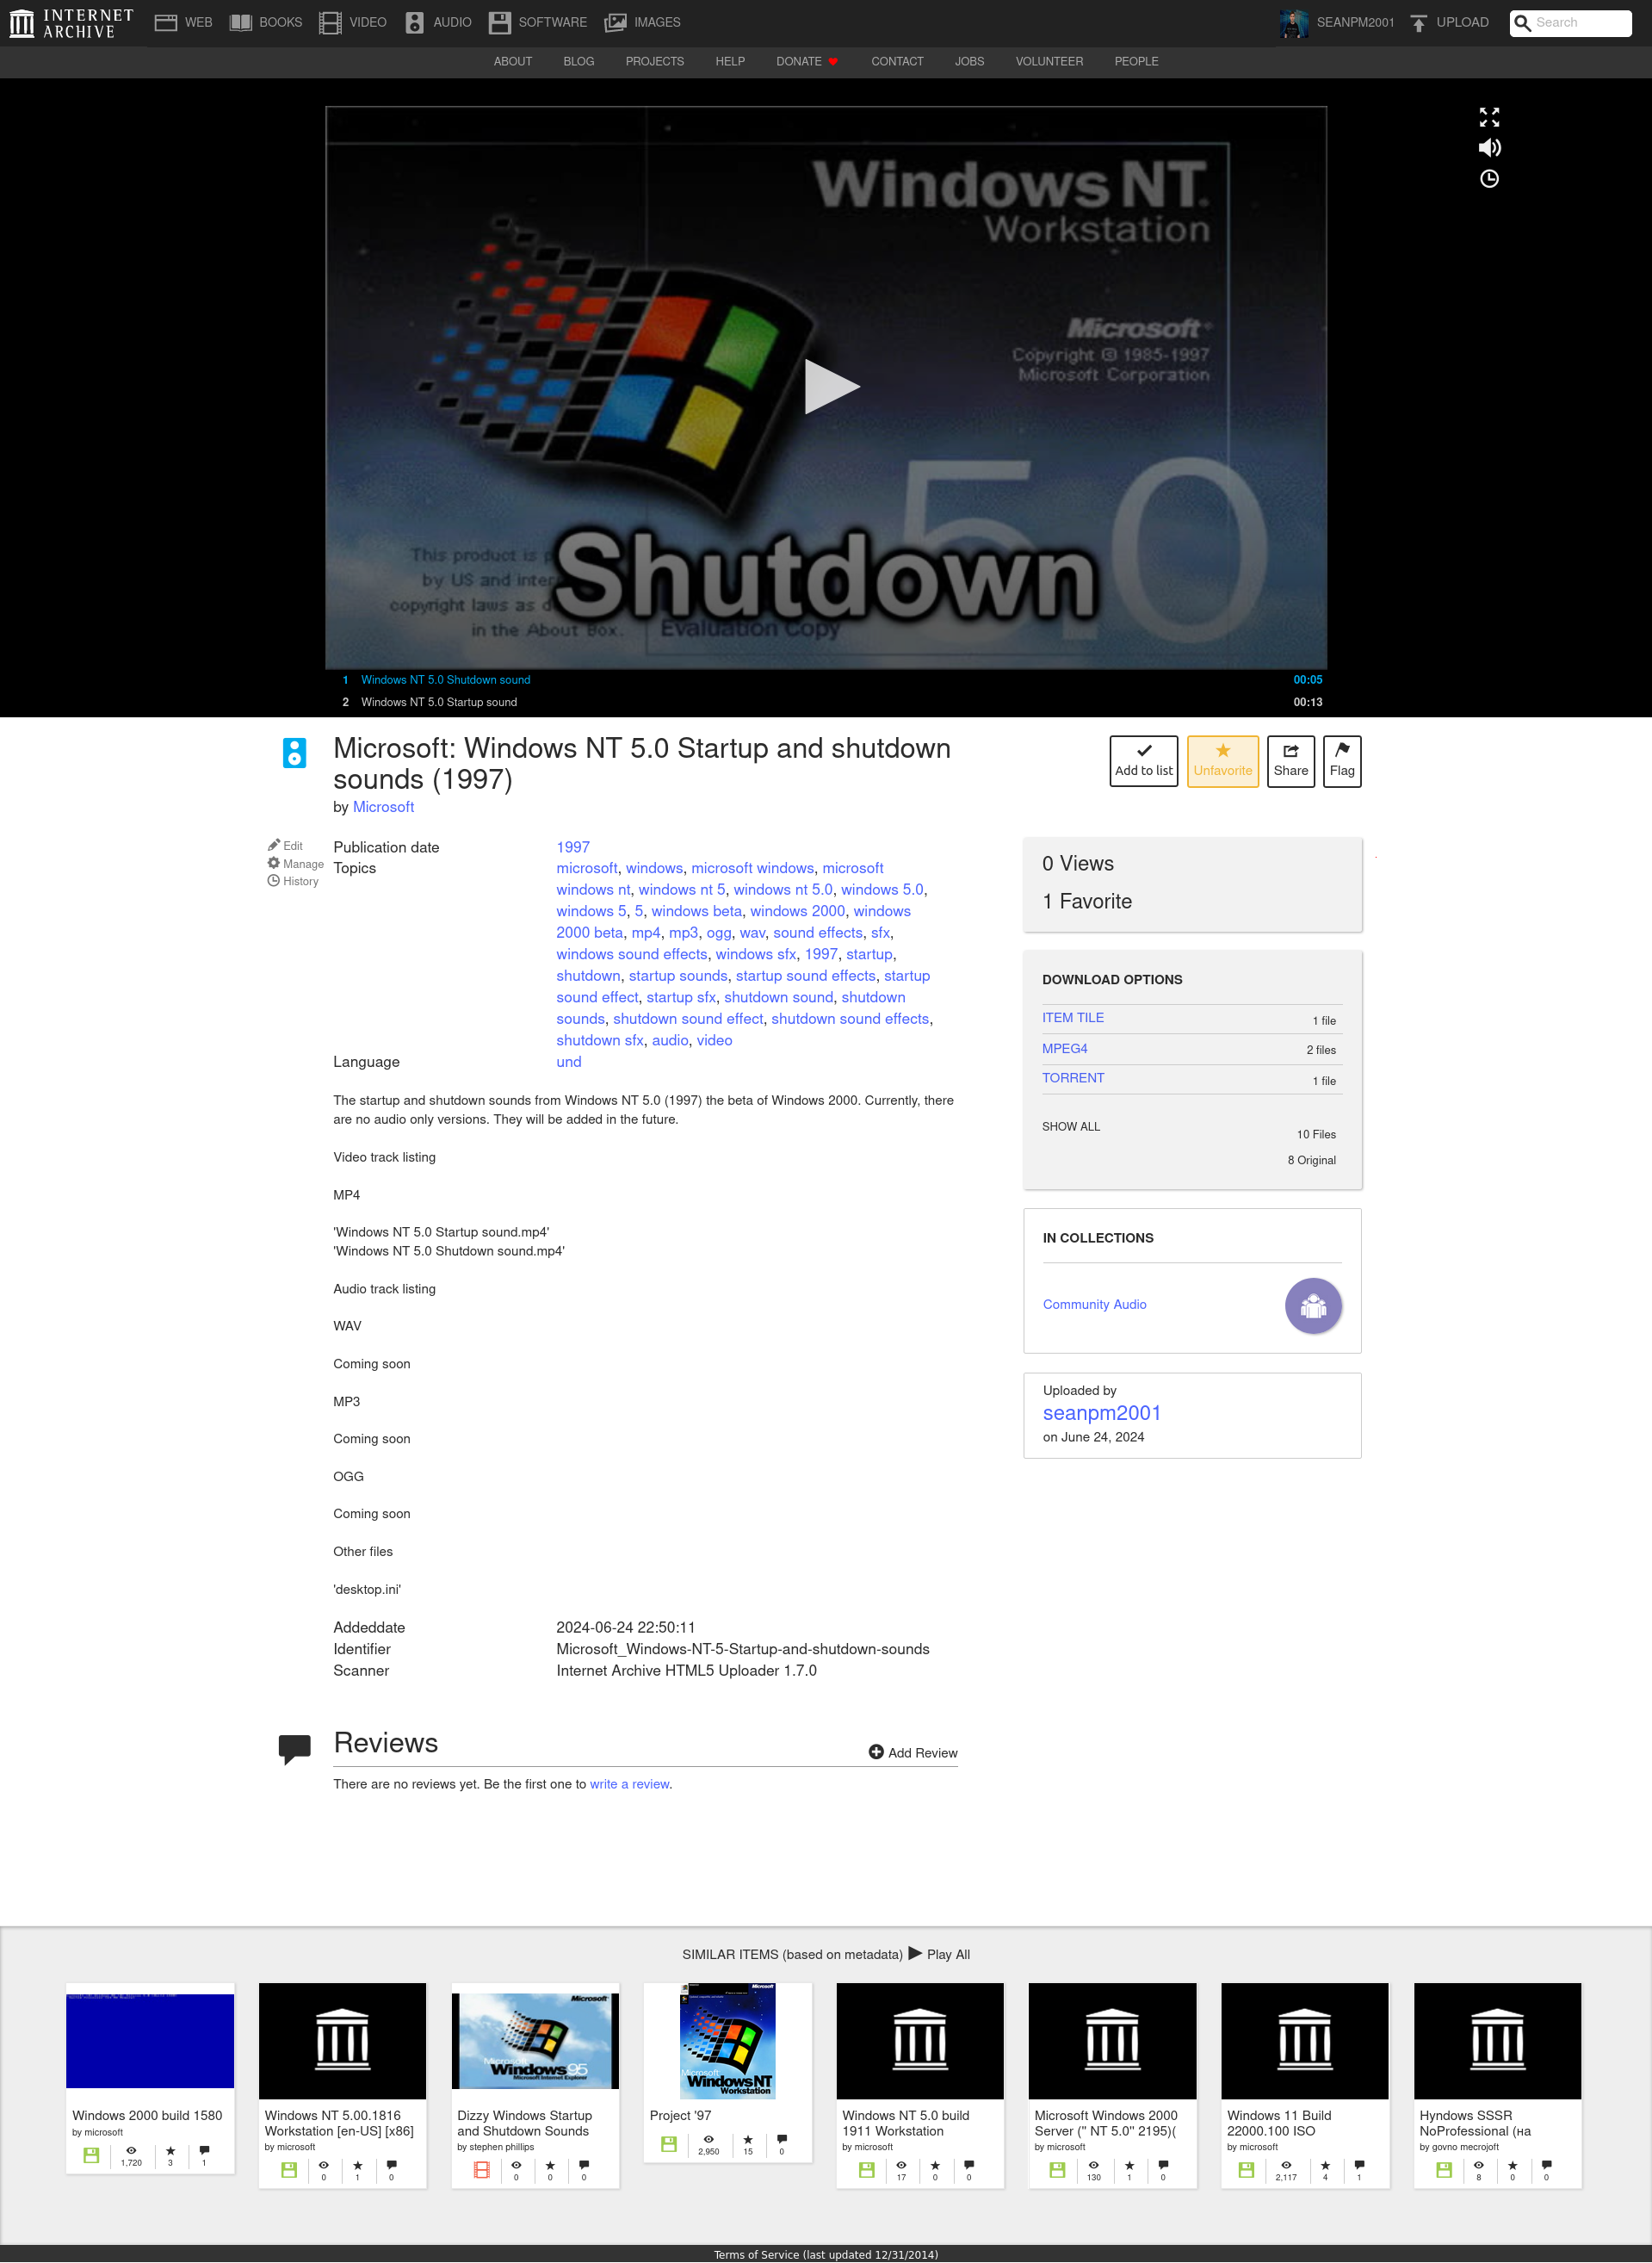 INTERNET ARCHIVE
WEB BOOKS VIDEO AUDIO SOFTWARE IMAGES SEANPM2001 UPLOAD Search
ABOUT BLOG PROJECTS HELP DONATE CONTACT JOBS VOLUNTEER PEOPLE
Windows NT
Workstation
Microsoft
Copyright © 1985-1997
Microsoft Corporation
5.0
Shutdown
This product is p
by US and inter
copyright laws as d
in the About Box.
Evaluation Copy
1 Windows NT 5.0 Shutdown sound 00:05
2 Windows NT 5.0 Startup sound 00:13
Microsoft: Windows NT 5.0 Startup and shutdown
sounds (1997)
by Microsoft
Add to list Unfavorite Share Flag
Edit
Manage
History
Publication date 1997
Topics microsoft, windows, microsoft windows, microsoft
windows nt, windows nt 5, windows nt 5.0, windows 5.0,
windows 5, 5, windows beta, windows 2000, windows
2000 beta, mp4, mp3, ogg, wav, sound effects, sfx,
windows sound effects, windows sfx, 1997, startup,
shutdown, startup sounds, startup sound effects, startup
sound effect, startup sfx, shutdown sound, shutdown
sounds, shutdown sound effect, shutdown sound effects,
shutdown sfx, audio, video
Language und
The startup and shutdown sounds from Windows NT 5.0 (1997) the beta of Windows 2000. Currently, there
are no audio only versions. They will be added in the future.
Video track listing
MP4
'Windows NT 5.0 Startup sound.mp4'
'Windows NT 5.0 Shutdown sound.mp4'
Audio track listing
WAV
Coming soon
MP3
Coming soon
OGG
Coming soon
Other files
'desktop.ini'
Addeddate 2024-06-24 22:50:11
Identifier Microsoft_Windows-NT-5-Startup-and-shutdown-sounds
Scanner Internet Archive HTML5 Uploader 1.7.0
0 Views
1 Favorite
DOWNLOAD OPTIONS
ITEM TILE 1 file
MPEG4 2 files
TORRENT 1 file
SHOW ALL 10 Files
8 Original
IN COLLECTIONS
Community Audio
Uploaded by
seanpm2001
on June 24, 2024
Reviews
Add Review
There are no reviews yet. Be the first one to write a review.
SIMILAR ITEMS (based on metadata) Play All
Windows 2000 build 1580
by microsoft
1,720 3 1
Windows NT 5.00.1816
Workstation [en-US] [x86]
by microsoft
0 1 0
Microsoft
Microsoft
Windows 95
Microsoft Internet Explorer
Dizzy Windows Startup
and Shutdown Sounds
by stephen phillips
0 0 0
Microsoft
Microsoft
Windows NT
Workstation
Project '97
2,950 15 0
Windows NT 5.0 build
1911 Workstation
by microsoft
17 0 0
Microsoft Windows 2000
Server ('' NT 5.0'' 2195)(
by microsoft
130 1 0
Windows 11 Build
22000.100 ISO
by microsoft
2,117 4 1
Hyndows SSSR
NoProfessional (на
by govno mecrojoft
8 0 0
Terms of Service (last updated 12/31/2014)